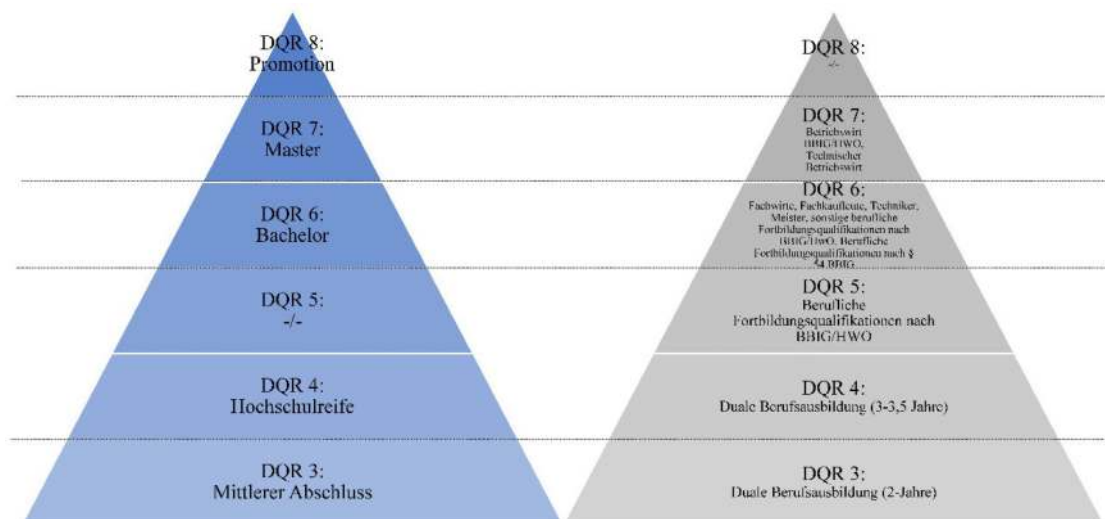 DQR 8:
Promotion
DQR 7:
Master
DQR 6:
Bachelor
DQR 5:
-/-
DQR 4:
Hochschulreife
DQR 3:
Mittlerer Abschluss
DQR 8:
-/-
DQR 7:
Betriebswirt
BBIG/HWO,
Technischer
Betriebswirt
DQR 6:
Fachwirte, Fachkaufleute, Techniker,
Meister, sonstige berufliche
Fortbildungsqualifikationen nach
BBIG/HwO, Berufliche
Fortbildungsqualifikationen nach §
54 BBIG
DQR 5:
Berufliche
Fortbildungsqualifikationen nach
BBIG/HWO
DQR 4:
Duale Berufsausbildung (3-3,5 Jahre)
DQR 3:
Duale Berufsausbildung (2-Jahre)